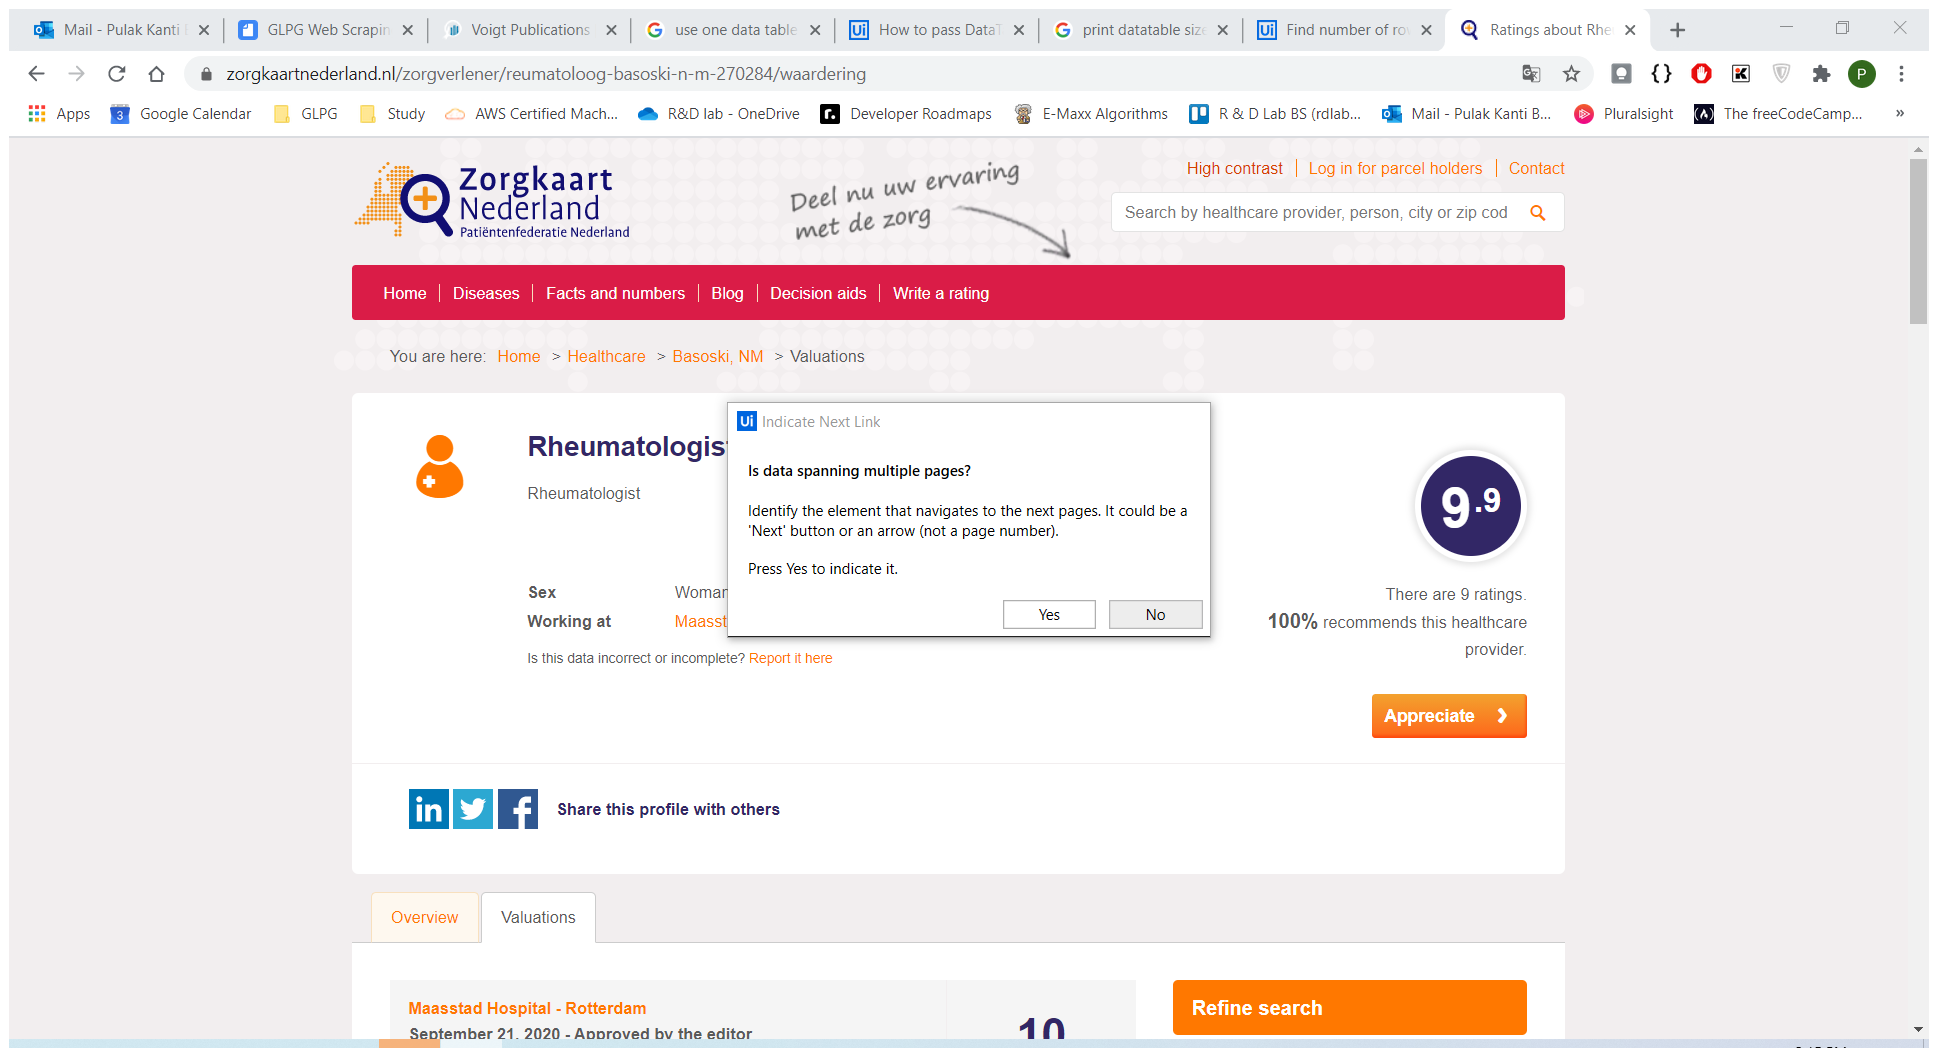 Mail - Pulak Kanti
GLPG Web Scrapin
Voigt Publications
use one data table
How to pass DataT
print datatable size
Find number of ro
Ratings about Rhe
zorgkaartnederland.nl/zorgverlener/reumatoloog-basoski-n-m-270284/waardering
P
Apps
3
Google Calendar
GLPG
Study
AWS Certified Mach...
R&D lab - OneDrive
r.
Developer Roadmaps
E-Maxx Algorithms
R & D Lab BS (rdlab...
Mail - Pulak Kanti B...
Pluralsight
The freeCodeCamp...
»
Zorgkaart
Nederland
Patiëntenfederatie Nederland
Deel nu uw ervaring
met de zorg
High contrast
Log in for parcel holders
Contact
Search by healthcare provider, person, city or zip cod
Home
Diseases
Facts and numbers
Blog
Decision aids
Write a rating
You are here: Home > Healthcare > Basoski, NM > Valuations
Rheumatologis
Rheumatologist
Ui Indicate Next Link
Is data spanning multiple pages?
Identify the element that navigates to the next pages. It could be a
'Next' button or an arrow (not a page number).
Press Yes to indicate it.
Yes
No
9.9
Sex
Woman
Working at
Maasst
Is this data incorrect or incomplete? Report it here
There are 9 ratings.
100% recommends this healthcare
provider.
Appreciate
in
f
Share this profile with others
Overview
Valuations
Maasstad Hospital - Rotterdam
September 21, 2020 - Approved by the editor
10
Refine search